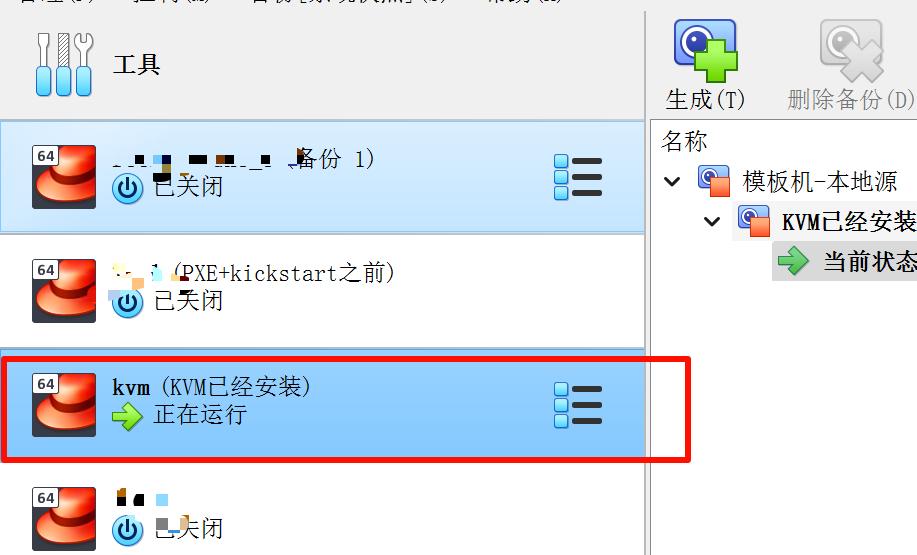 工具
生成(T)
删除备份(D)
名称
模板机-本地源
KVM已经安装
当前状态
64
(备份 1)
已关闭
64
(PXE+kickstart之前)
已关闭
64
kvm (KVM已经安装)
正在运行
64
已关闭